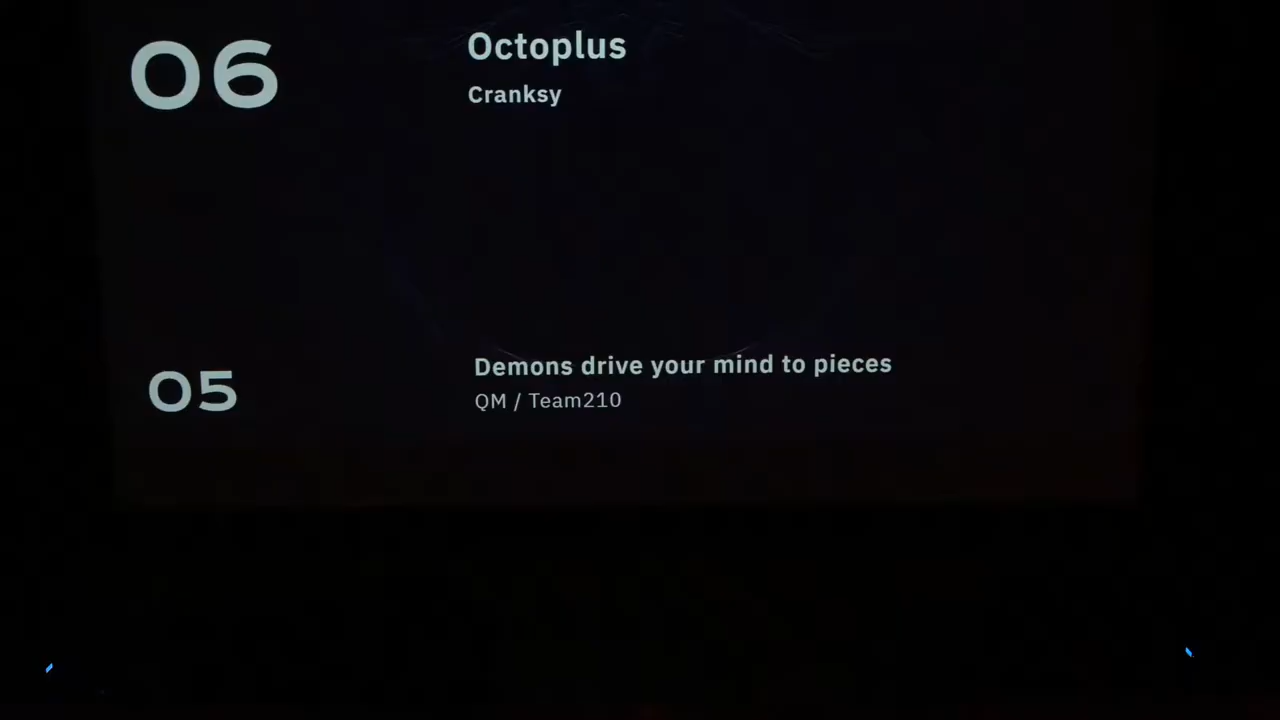 06
Octoplus
Cranksy
05
Demons drive your mind to pieces
QM / Team210